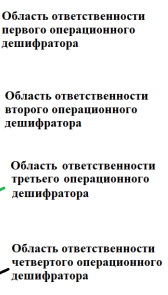 Область ответственности
первого операционного
дешифратора
Область ответственности
второго операционного
дешифратора
Область ответственности
третьего операционного
дешифратора
Область ответственности
четвертого операционного
дешифратора